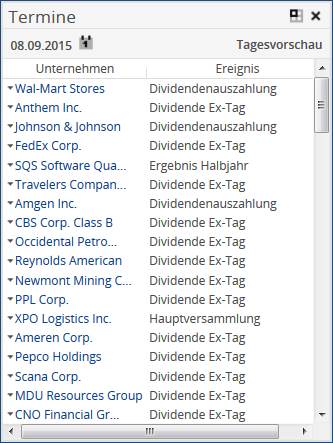 Termine
08.09.2015 1 Tagesvorschau
Unternehmen Ereignis
Wal-Mart Stores Dividendenauszahlung
Anthem Inc. Dividende Ex-Tag
Johnson & Johnson Dividendenauszahlung
FedEx Corp. Dividende Ex-Tag
SQS Software Qua... Ergebnis Halbjahr
Travelers Compan... Dividende Ex-Tag
Amgen Inc. Dividendenauszahlung
CBS Corp. Class B Dividende Ex-Tag
Occidental Petro... Dividende Ex-Tag
Reynolds American Dividende Ex-Tag
Newmont Mining C... Dividende Ex-Tag
PPL Corp. Dividende Ex-Tag
XPO Logistics Inc. Hauptversammlung
Ameren Corp. Dividende Ex-Tag
Pepco Holdings Dividende Ex-Tag
Scana Corp. Dividende Ex-Tag
MDU Resources Group Dividende Ex-Tag
CNO Financial Gr... Dividende Ex-Tag